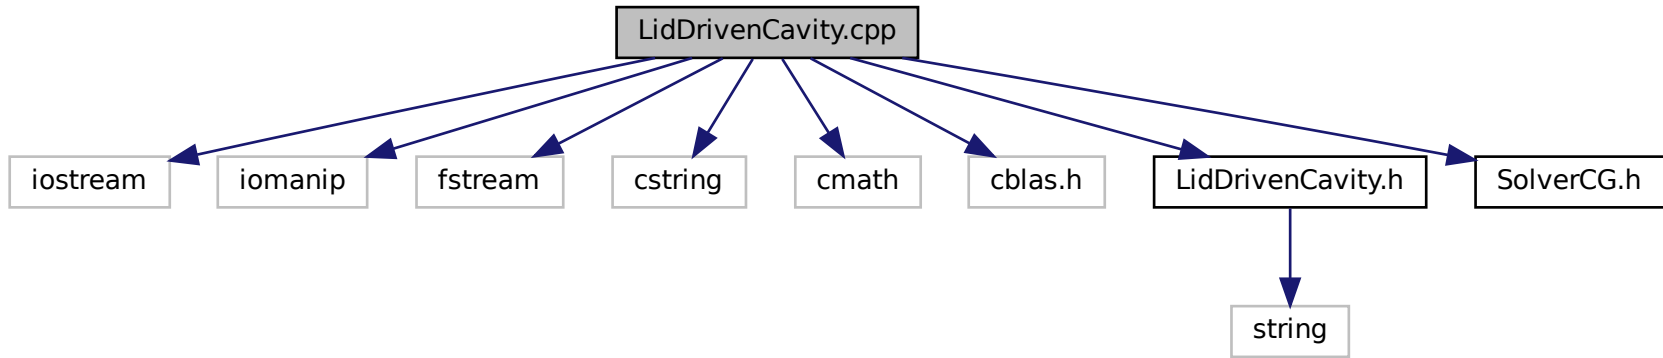 LidDrivenCavity.cpp
iostream
iomanip
fstream
cstring
cmath
cblas.h
LidDrivenCavity.h
SolverCG.h
string